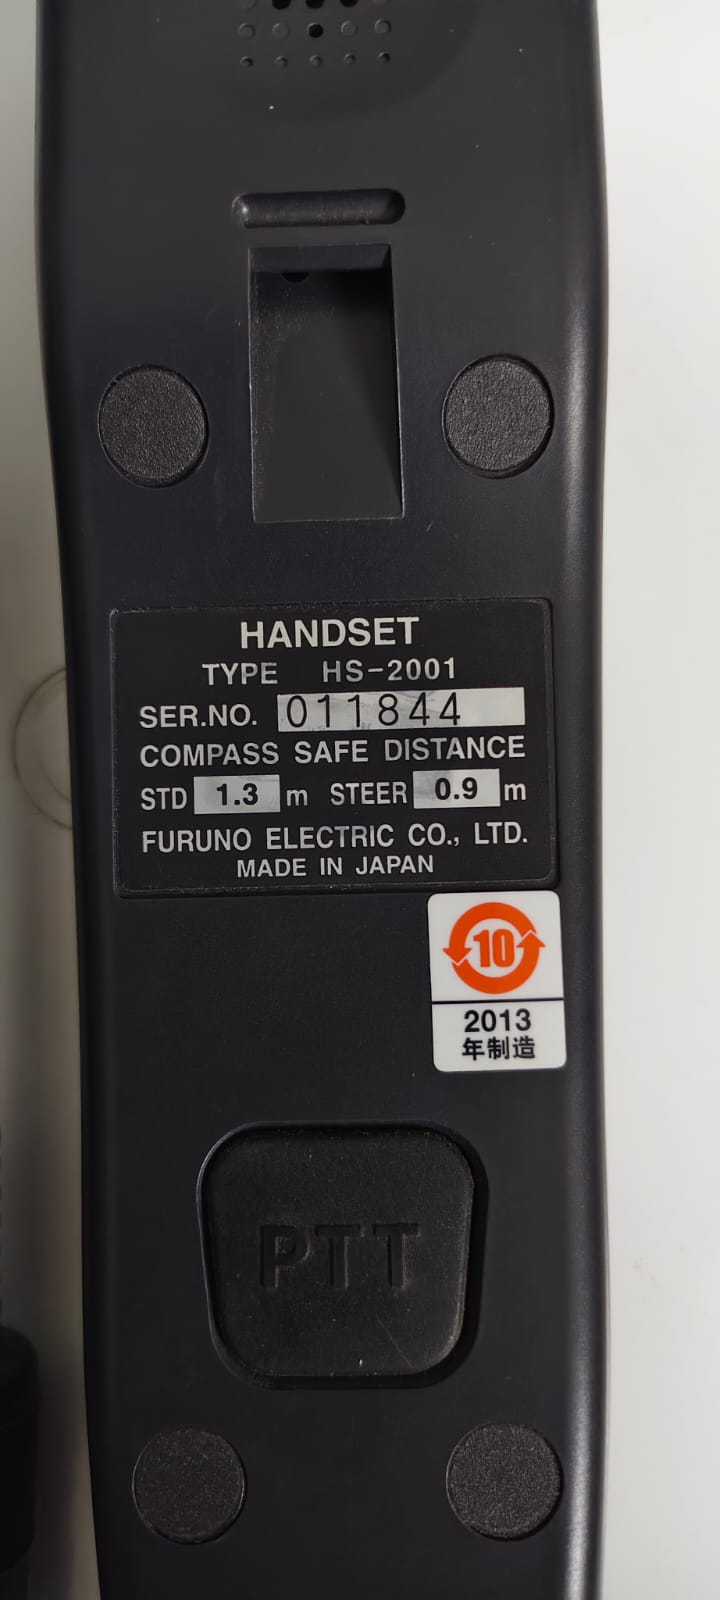 HANDSET
TYPE HS-2001
SER.NO. 011844
COMPASS SAFE DISTANCE
STD 1.3 m STEER 0.9 m
FURUNO ELECTRIC CO., LTD.
MADE IN JAPAN
10
2013
年制造
PTT